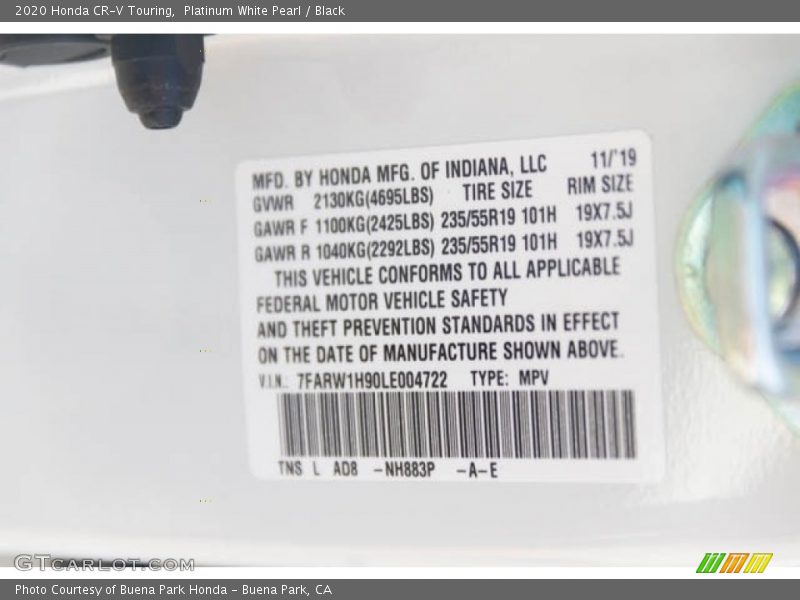 2020 Honda CR-V Touring, Platinum White Pearl / Black
MFD. BY HONDA MFG. OF INDIANA, LLC 11/'19
GVWR 2130KG(4695LBS) TIRE SIZE RIM SIZE
GAWR F 1100KG(2425LBS) 235/55R19 101H 19X7.5J
GAWR R 1040KG(2292LBS) 235/55R19 101H 19X7.5J
THIS VEHICLE CONFORMS TO ALL APPLICABLE
FEDERAL MOTOR VEHICLE SAFETY
AND THEFT PREVENTION STANDARDS IN EFFECT
ON THE DATE OF MANUFACTURE SHOWN ABOVE.
V.I.N.: 7FARW1H90LE004722 TYPE: MPV
TNS L AD8 -NH883P -A-E
GTCARLOT.COM
Photo Courtesy of Buena Park Honda - Buena Park, CA